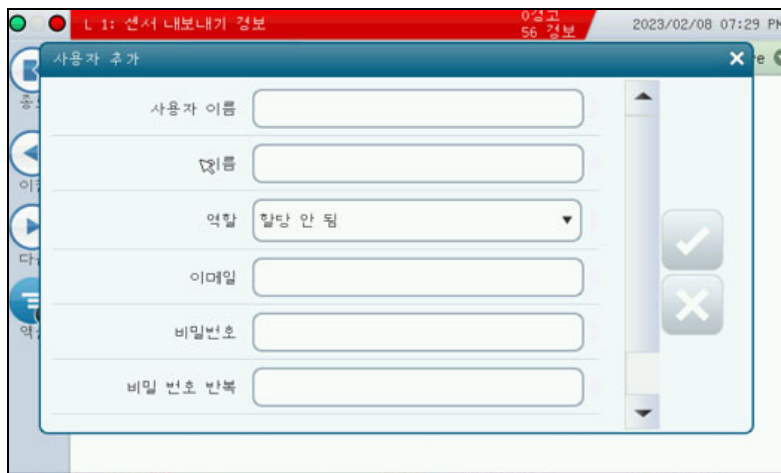 L 1: 센서 내보내기 경보
0경고
56 경보
2023/02/08 07:29 PM
사용자 추가
사용자 이름
이름
역할
할당 안 됨
이메일
비밀번호
비밀 번호 반복